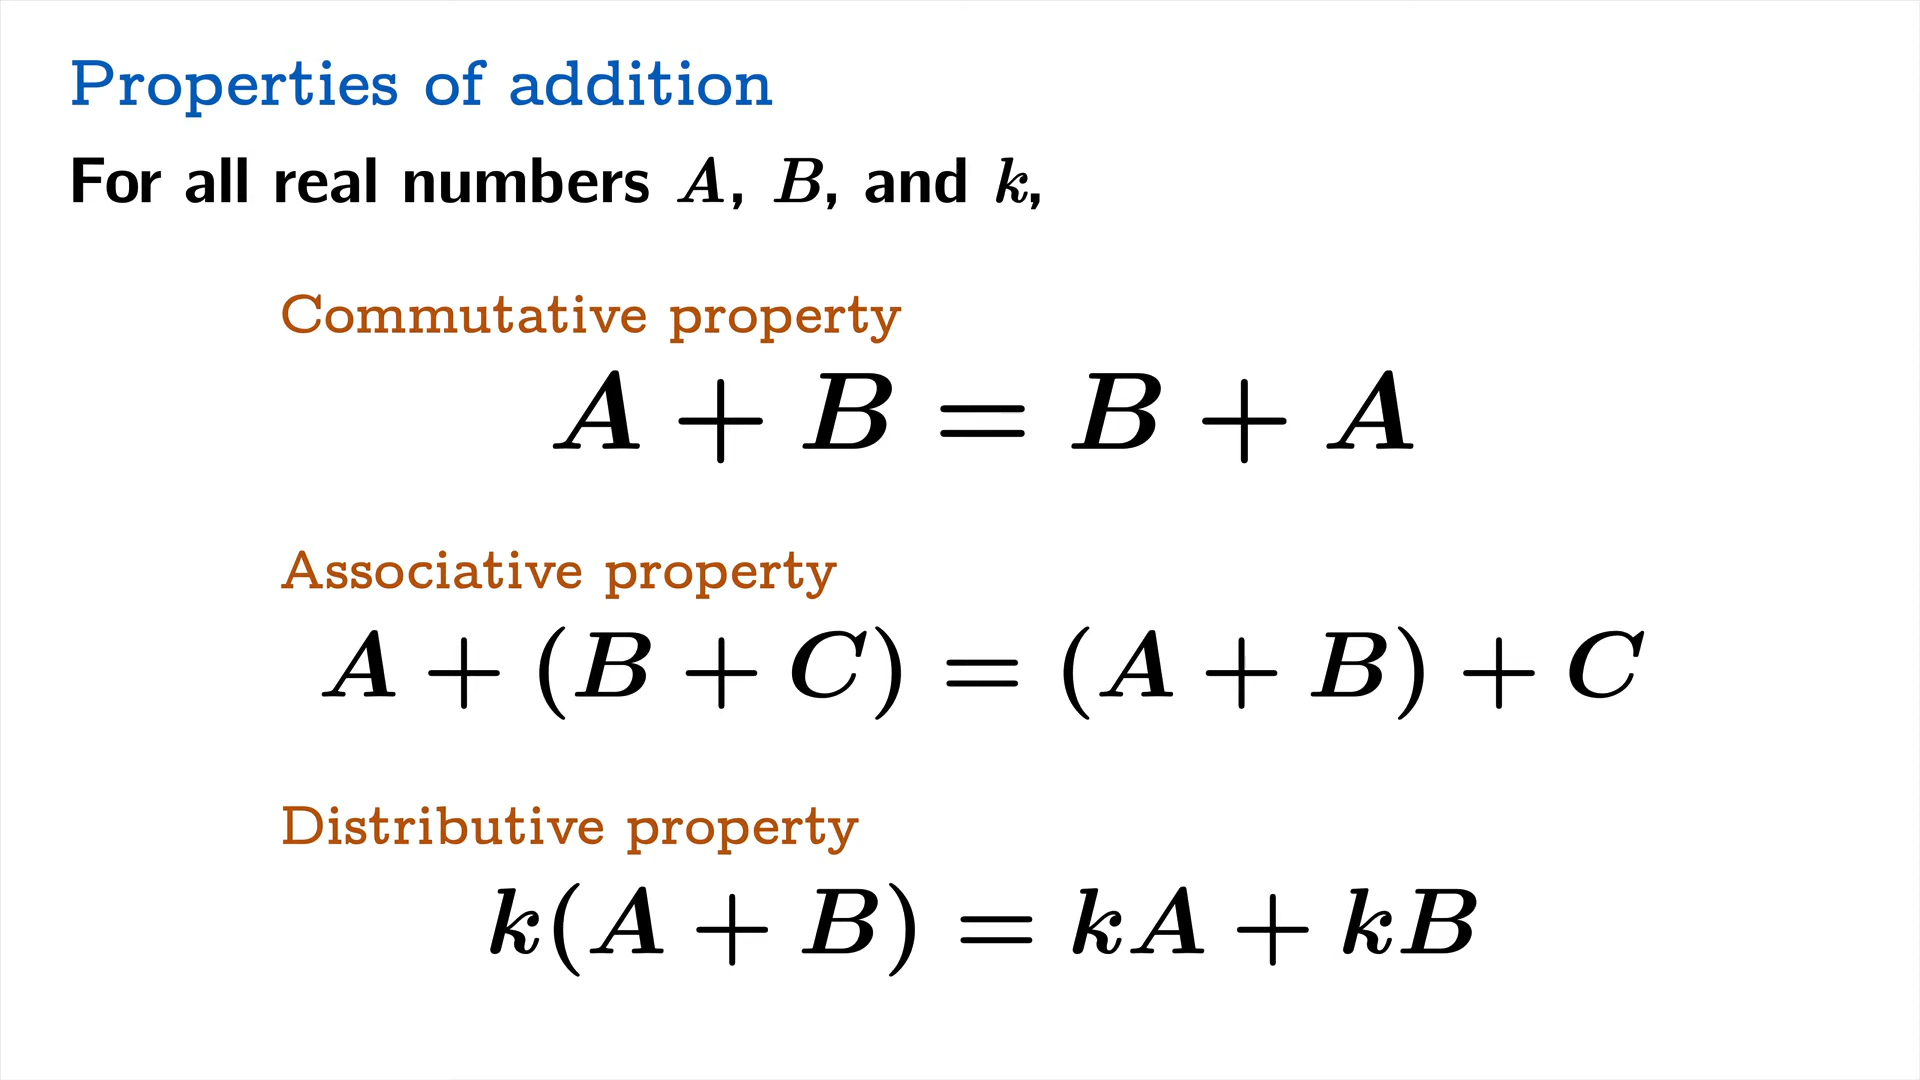 Properties of addition
For all real numbers A, B, and k,
Commutative property
A + B = B + A
Associative property
A + (B + C) = (A + B) + C
Distributive property
k(A + B) = kA + kB